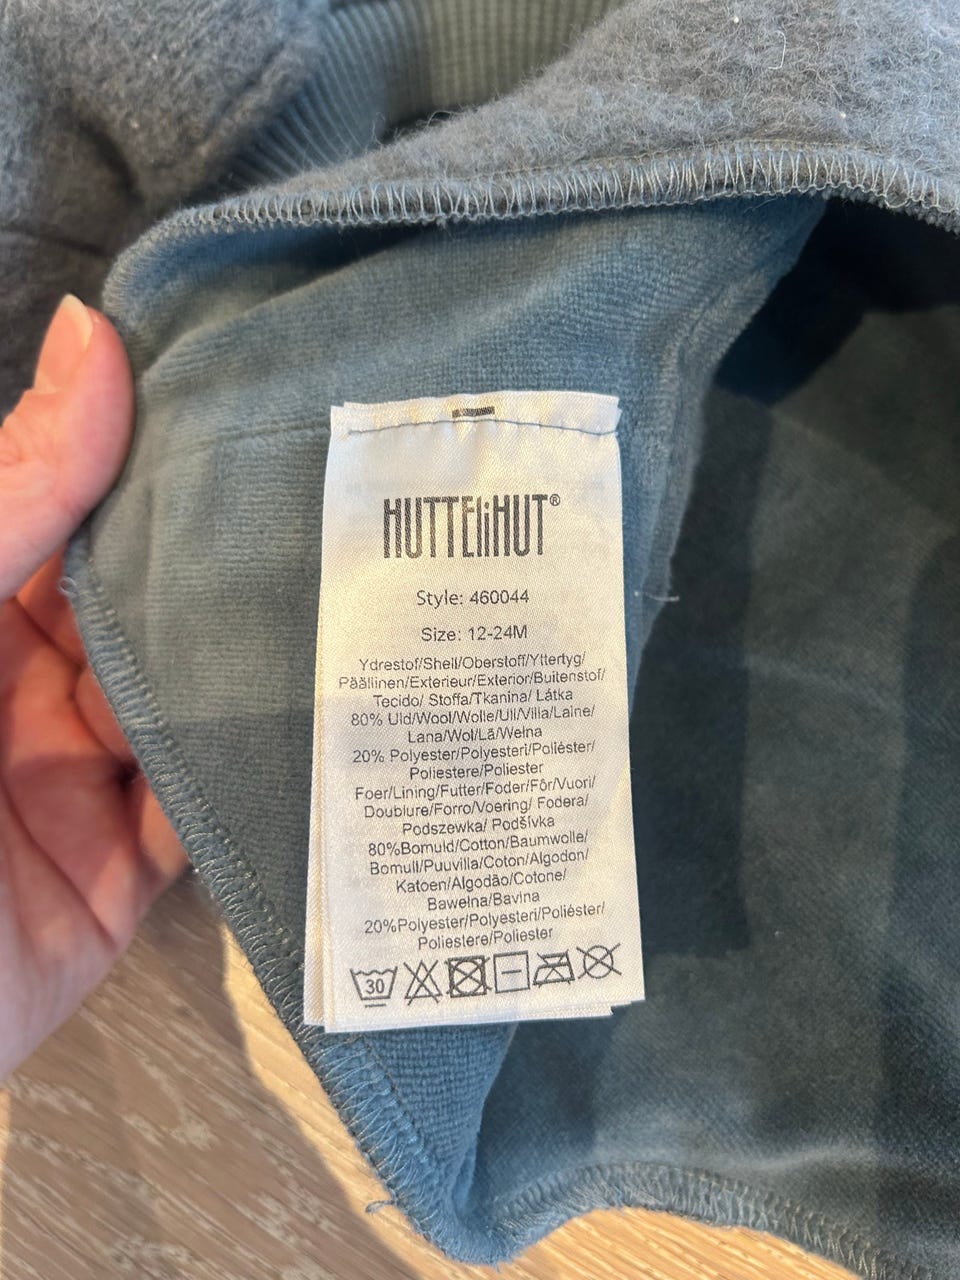 HUTTEliHUT®
Style: 460044
Size: 12-24M
Ydrestof/Shell/Oberstoff/Yttertyg/
Päällinen/Exterieur/Exterior/Buitenstof/
Tecido/ Stoffa/Tkanina/ Látka
80% Uld/Wool/Wolle/Ull/Villa/Laine/
Lana/Wol/Lã/Wełna
20% Polyester/Polyesteri/Poliéster/
Poliestere/Poliester
Foer/Lining/Futter/Foder/Fôr/Vuori/
Doublure/Forro/Voering/ Fodera/
Podszewka/ Podšívka
80%Bomuld/Cotton/Baumwolle/
Bomull/Puuvilla/Coton/Algodon/
Katoen/Algodão/Cotone/
Bawełna/Bavlna
20%Polyester/Polyesteri/Poliéster/
Poliestere/Poliester
30